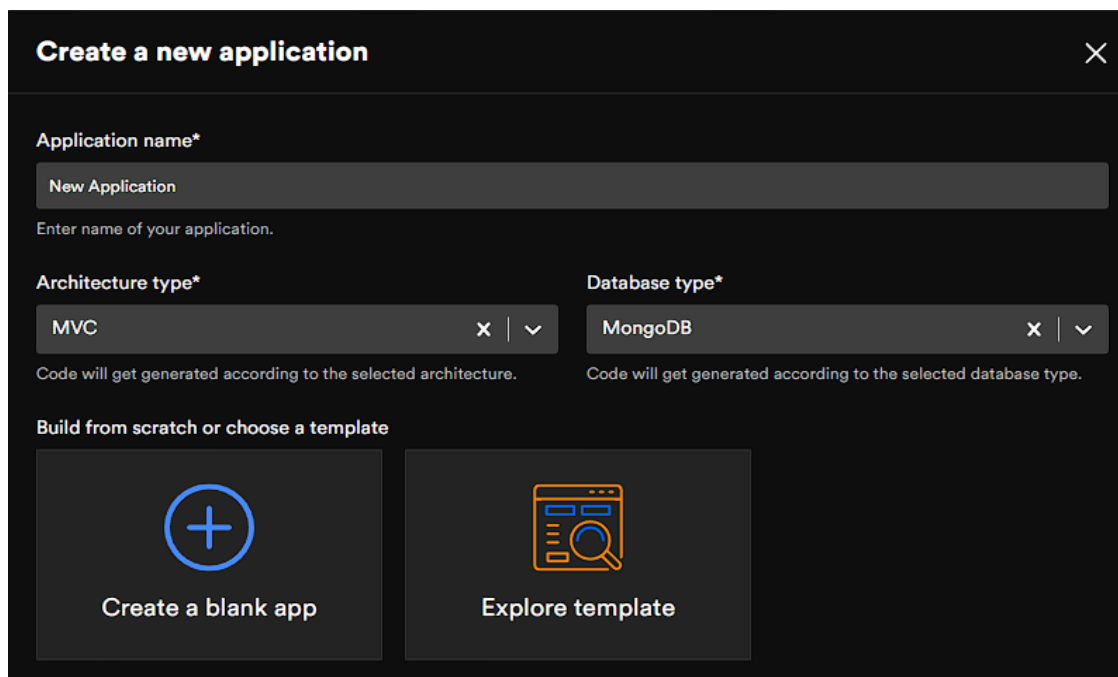 Create a new application
Application name*
New Application
Enter name of your application.
Architecture type*
Database type*
MVC
MongoDB
Code will get generated according to the selected architecture.
Code will get generated according to the selected database type.
Build from scratch or choose a template
Create a blank app
Explore template